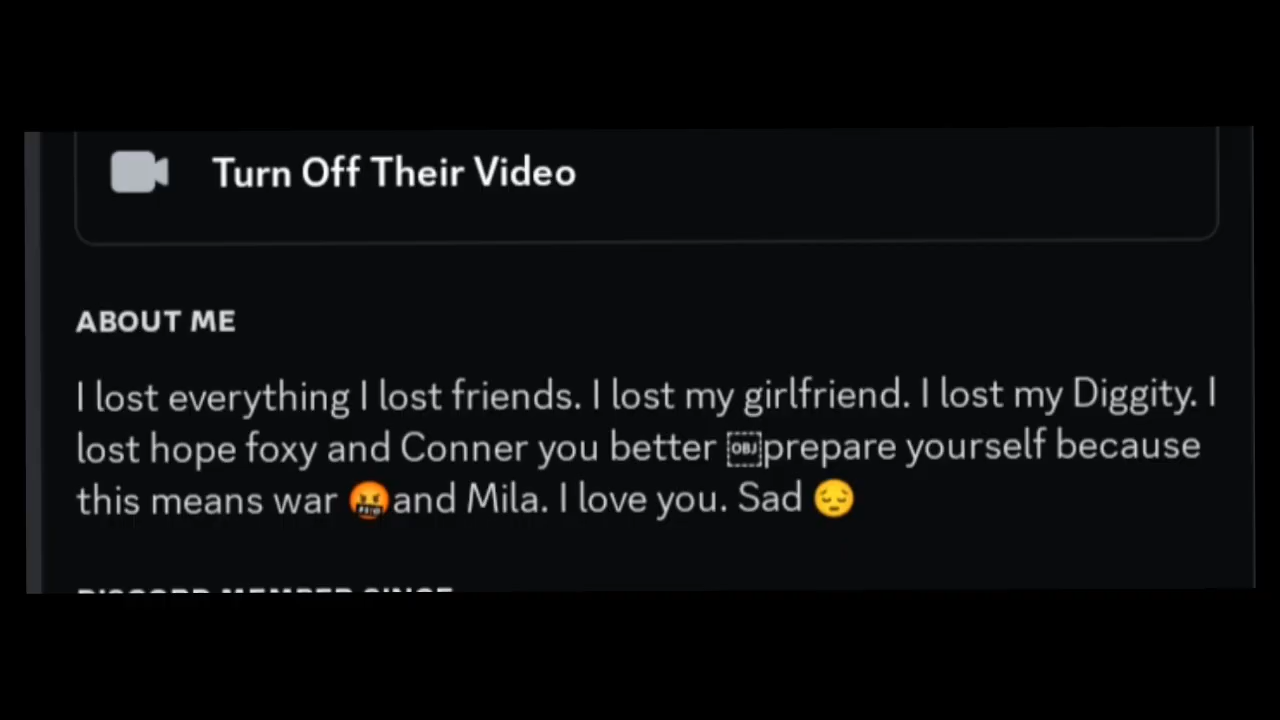 Turn Off Their Video
ABOUT ME
I lost everything I lost friends. I lost my girlfriend. I lost my Diggity. I
lost hope foxy and Conner you better ￼prepare yourself because
this means war 🤬and Mila. I love you. Sad 😔
DISCORD MEMBER SINCE